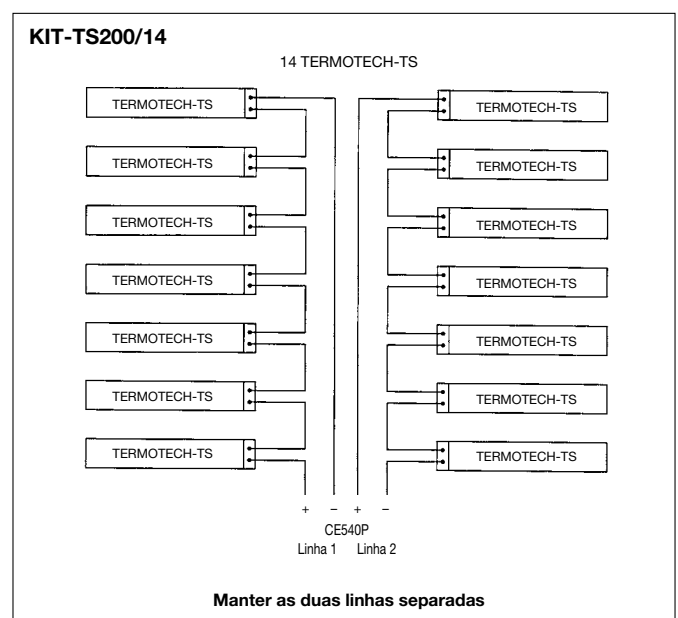 KIT-TS200/14
14 TERMOTECH-TS
TERMOTECH-TS
TERMOTECH-TS
TERMOTECH-TS
TERMOTECH-TS
TERMOTECH-TS
TERMOTECH-TS
TERMOTECH-TS
TERMOTECH-TS
TERMOTECH-TS
TERMOTECH-TS
TERMOTECH-TS
TERMOTECH-TS
TERMOTECH-TS
TERMOTECH-TS
+ – + –
CE540P
Linha 1 Linha 2
Manter as duas linhas separadas